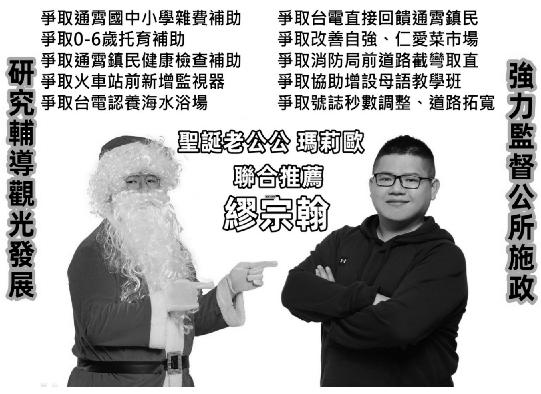 爭取通霄國中小學雜費補助
爭取0-6歲托育補助
爭取通霄鎮民健康檢查補助
爭取火車站前新增監視器
爭取台電認養海水浴場
爭取台電直接回饋通霄鎮民
爭取改善自強、仁愛菜市場
爭取消防局前道路截彎取直
爭取協助增設母語教學班
爭取號誌秒數調整、道路拓寬
研究輔導觀光發展
聖誕老公公 瑪莉歐
聯合推薦
繆宗翰
強力監督公所施政